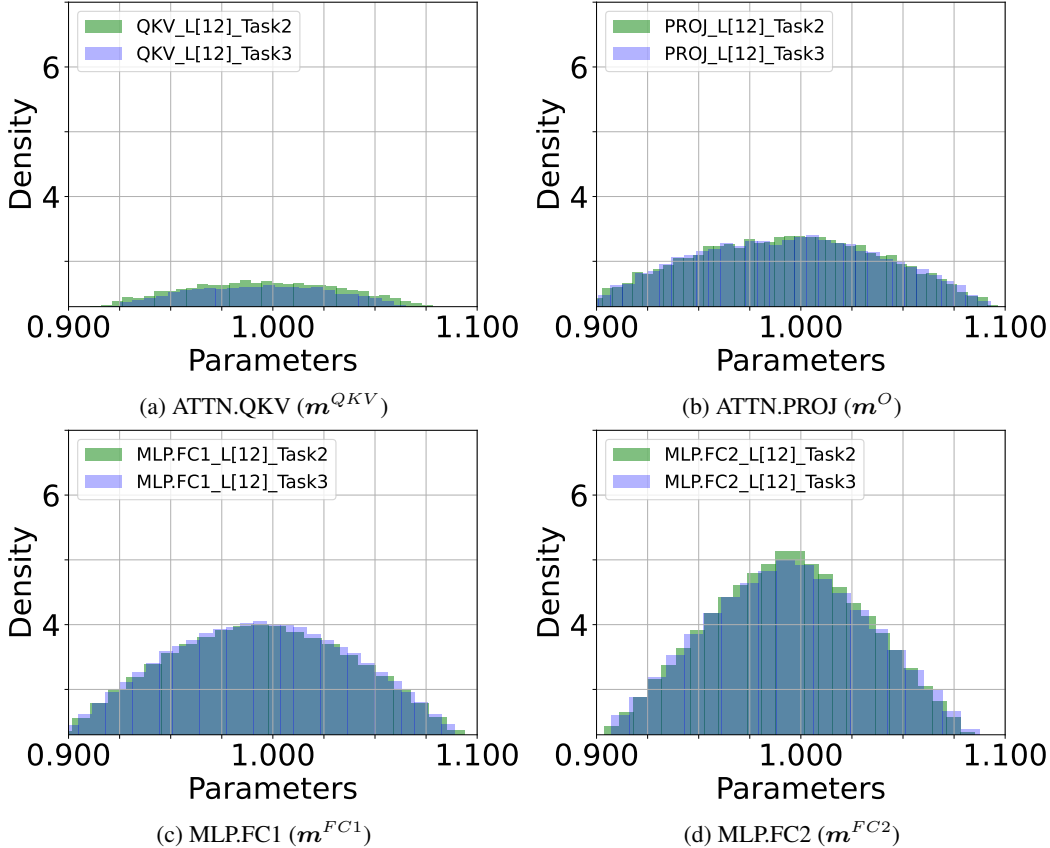 QKV_L[12]_Task2
QKV_L[12]_Task3
6
4
Density
0.900 1.000 1.100
Parameters
(a) ATTN.QKV (m^{QKV})
PROJ_L[12]_Task2
PROJ_L[12]_Task3
6
4
Density
0.900 1.000 1.100
Parameters
(b) ATTN.PROJ (m^{O})
MLP.FC1_L[12]_Task2
MLP.FC1_L[12]_Task3
6
4
Density
0.900 1.000 1.100
Parameters
(c) MLP.FC1 (m^{FC1})
MLP.FC2_L[12]_Task2
MLP.FC2_L[12]_Task3
6
4
Density
0.900 1.000 1.100
Parameters
(d) MLP.FC2 (m^{FC2})